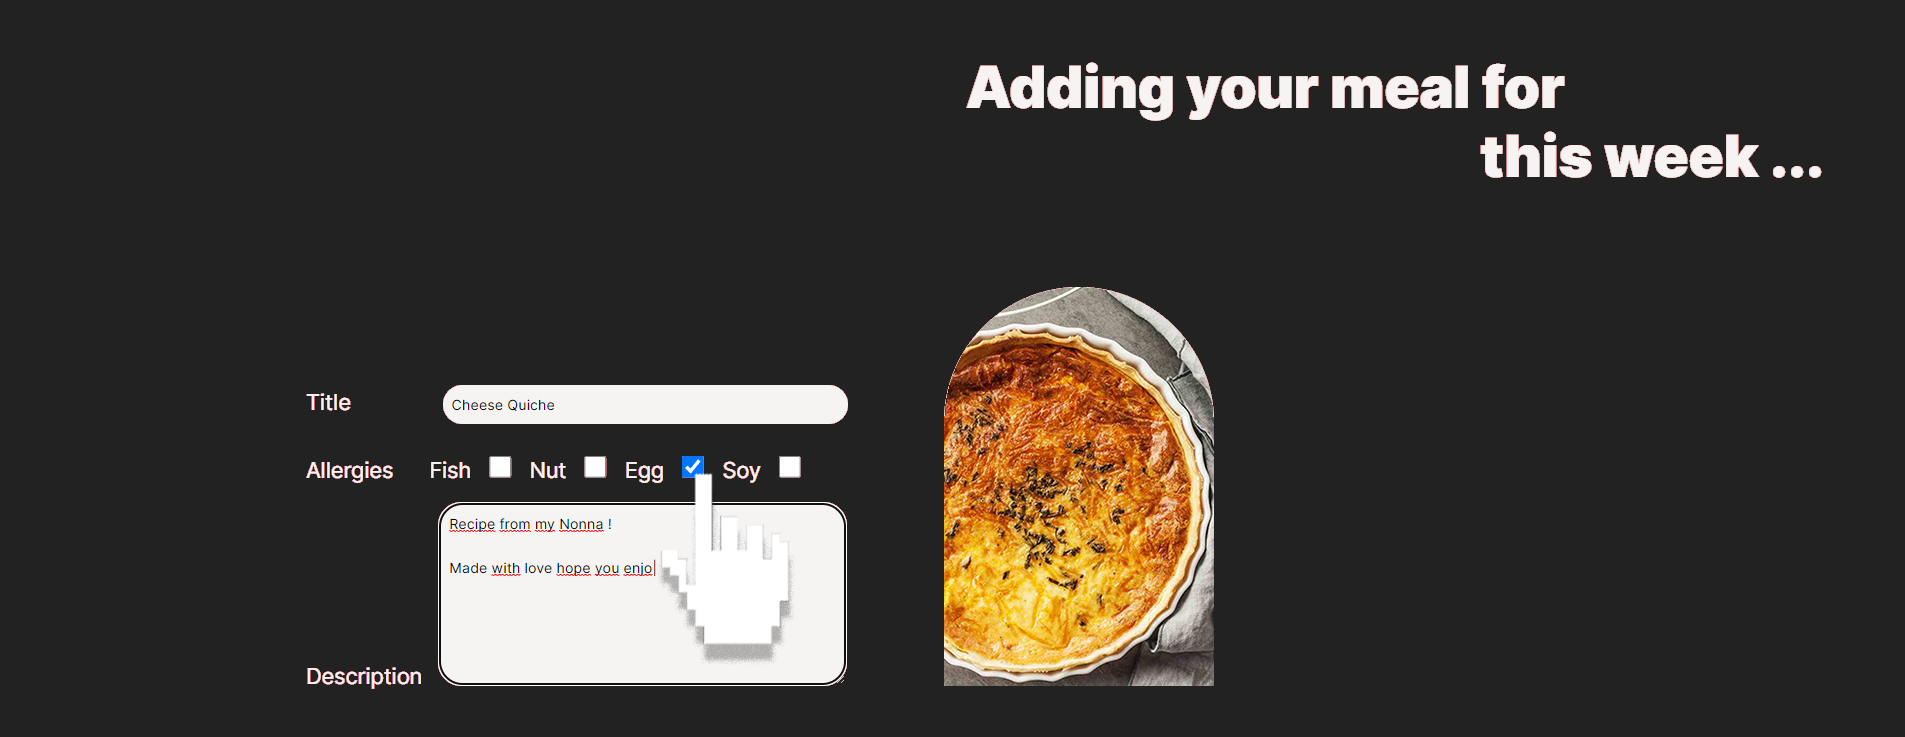 Adding your meal for
this week ...
Title
Cheese Quiche
Allergies Fish Nut Egg Soy
Recipe from my Nonna !
Made with love hope you enjo
Description